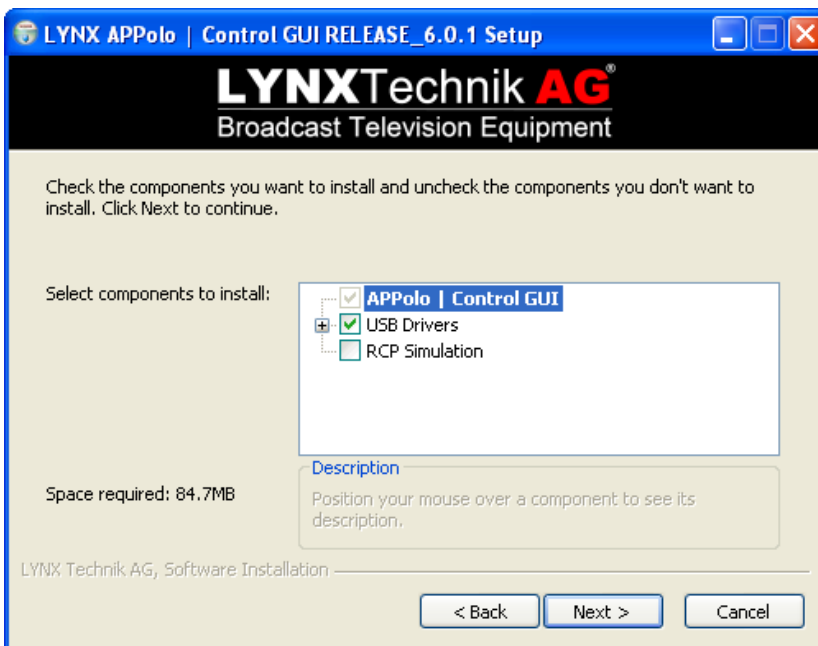 LYNX APPolo | Control GUI RELEASE_6.0.1 Setup
LYNXTechnik AG®
Broadcast Television Equipment
Check the components you want to install and uncheck the components you don't want to
install. Click Next to continue.
Select components to install:
APPolo | Control GUI
USB Drivers
RCP Simulation
Space required: 84.7MB
Description
Position your mouse over a component to see its
description.
LYNX Technik AG, Software Installation
< Back
Next >
Cancel